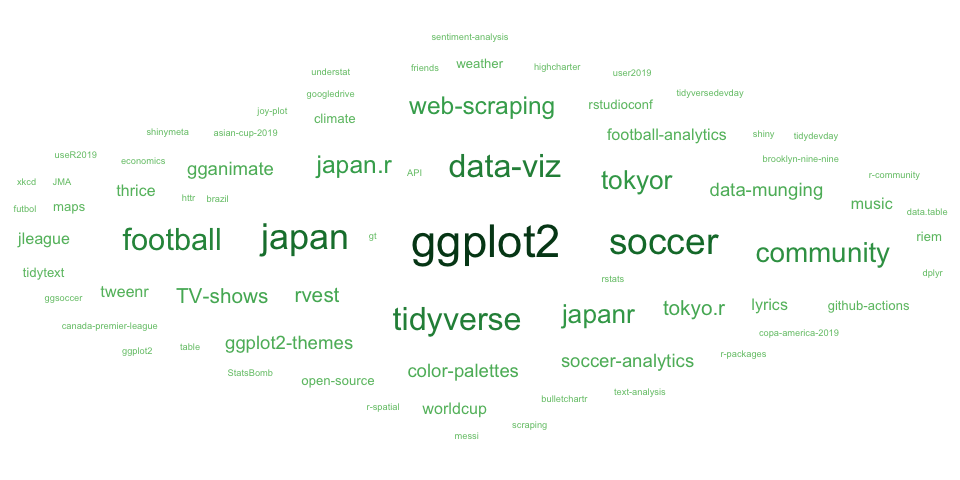 sentiment-analysis
understat
friends
weather
highcharter
user2019
googledrive
tidyversedevday
joy-plot
climate
web-scraping
rstudioconf
shinymeta
asian-cup-2019
football-analytics
shiny
tidydevday
useR2019
economics
gganimate
japan.r
API
data-viz
tokyor
brooklyn-nine-nine
r-community
xkcd
JMA
thrice
httr
brazil
data-munging
music
futbol
maps
data.table
jleague
football
japan
gt
ggplot2
soccer
community
riem
tidytext
rstats
dplyr
ggsoccer
tweenr
TV-shows
rvest
tidyverse
japanr
tokyo.r
lyrics
github-actions
canada-premier-league
copa-america-2019
ggplot2
table
ggplot2-themes
soccer-analytics
r-packages
StatsBomb
open-source
color-palettes
text-analysis
r-spatial
worldcup
bulletchartr
messi
scraping